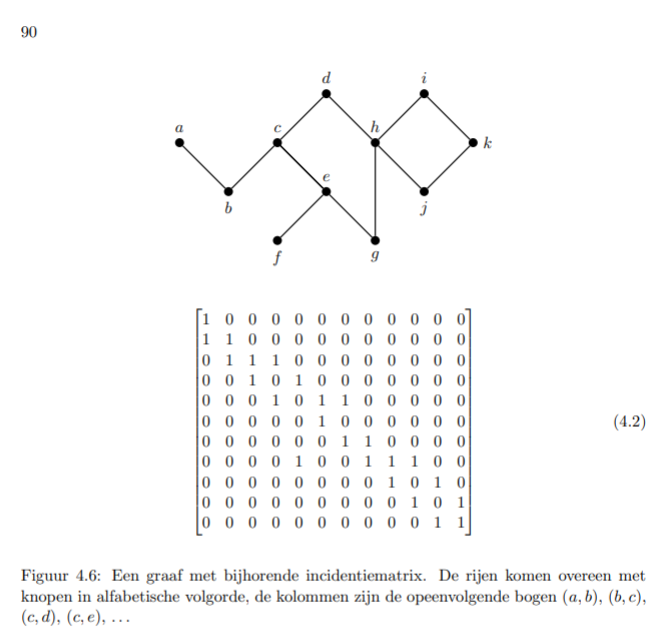 90
d
i
a
c
h
k
e
b
j
f
g
1 0 0 0 0 0 0 0 0 0 0 0
1 1 0 0 0 0 0 0 0 0 0 0
0 1 1 1 0 0 0 0 0 0 0 0
0 0 1 0 1 0 0 0 0 0 0 0
0 0 0 1 0 1 1 0 0 0 0 0
0 0 0 0 0 1 0 0 0 0 0 0
0 0 0 0 0 0 1 1 0 0 0 0
0 0 0 0 1 0 0 1 1 1 0 0
0 0 0 0 0 0 0 0 1 0 1 0
0 0 0 0 0 0 0 0 0 1 0 1
0 0 0 0 0 0 0 0 0 0 1 1
(4.2)
Figuur 4.6: Een graaf met bijhorende incidentiematrix. De rijen komen overeen met
knopen in alfabetische volgorde, de kolommen zijn de opeenvolgende bogen (a, b), (b, c),
(c, d), (c, e), ...